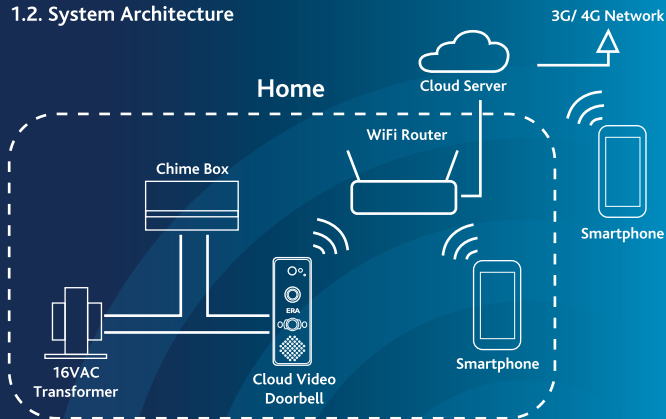 1.2. System Architecture
3G/ 4G Network
Cloud Server
Home
WiFi Router
Chime Box
Smartphone
ERA
16VAC
Transformer
Cloud Video
Doorbell
Smartphone